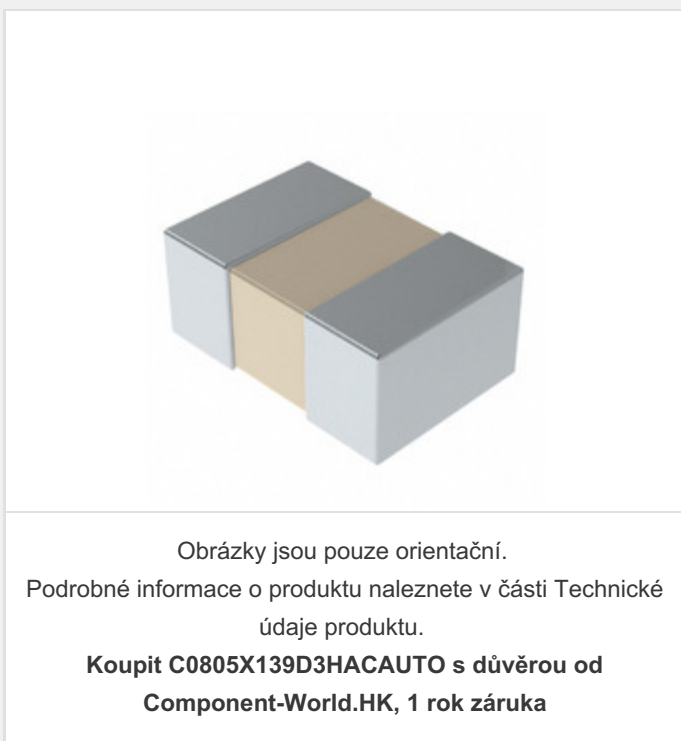 Obrázky jsou pouze orientační.
Podrobné informace o produktu naleznete v části Technické
údaje produktu.
Koupit C0805X139D3HACAUTO s důvěrou od
Component-World.HK, 1 rok záruka